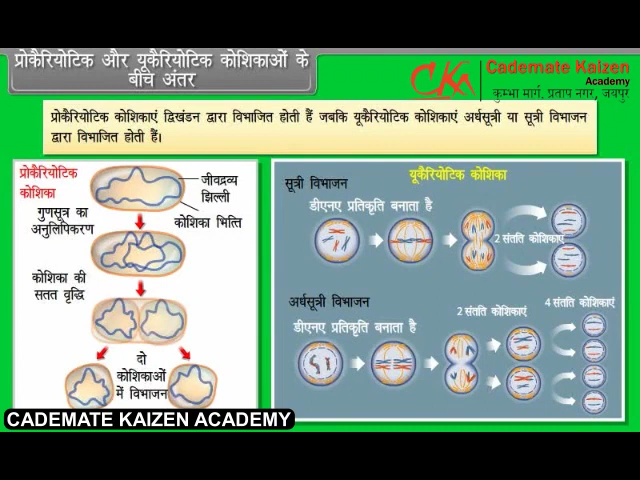 प्रोकैरियोटिक और यूकैरियोटिक कोशिकाओं के
बीच अंतर
CKA
Cademate Kaizen
Academy
कुम्भा मार्ग, प्रताप नगर, जयपुर
प्रोकैरियोटिक कोशिकाएं द्विखंडन द्वारा विभाजित होती हैं जबकि यूकैरियोटिक कोशिकाएं अर्धसूत्री या सूत्री विभाजन
द्वारा विभाजित होती हैं।
प्रोकैरियोटिक
कोशिका
जीवद्रव्य
झिल्ली
गुणसूत्र का
अनुलिपिकरण
कोशिका भित्ति
कोशिका की
सतत वृद्धि
दो
कोशिकाओं
में विभाजन
यूकैरियोटिक कोशिका
सूत्री विभाजन
डीएनए प्रतिकृति बनाता है
2 संतति कोशिकाएं
अर्धसूत्री विभाजन
डीएनए प्रतिकृति बनाता है
2 संतति कोशिकाएं
4 संतति कोशिकाएं
CADEMATE KAIZEN ACADEMY